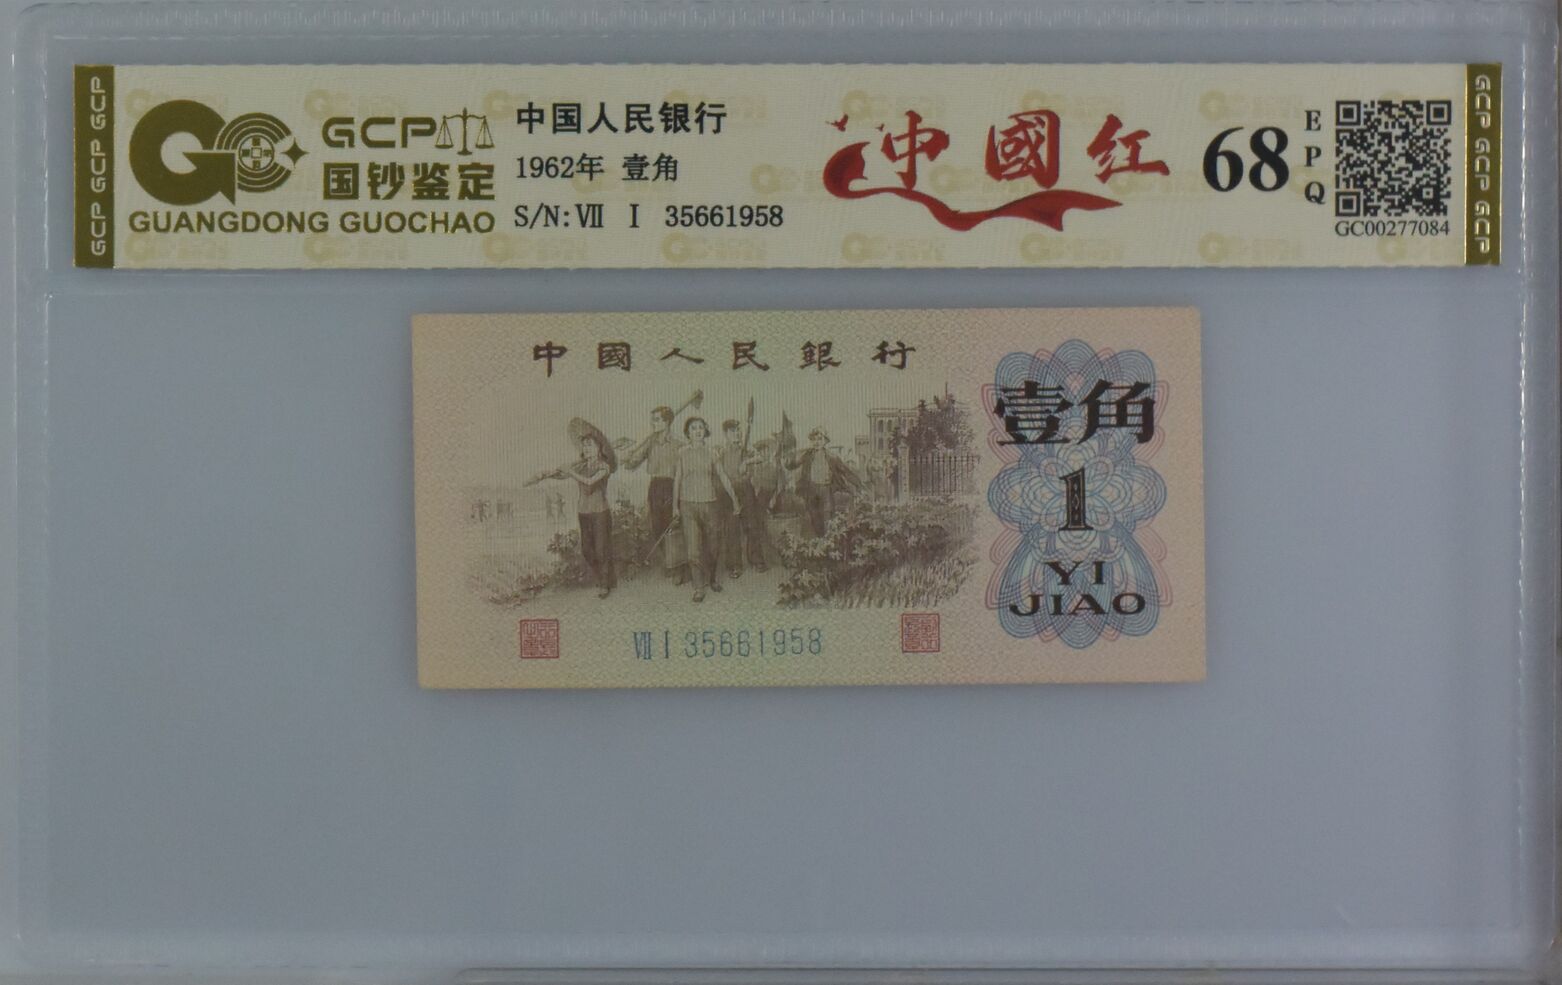 GCP GCP GCP
GCP
国钞鉴定
GUANGDONG GUOCHAO
中国人民银行
1962年 壹角
S/N: Ⅶ Ⅰ 35661958
中國红
68
EPQ
GC00277084
GCP GCP GCP
中國人民銀行
壹角
1
YI
JIAO
Ⅶ Ⅰ 35661958